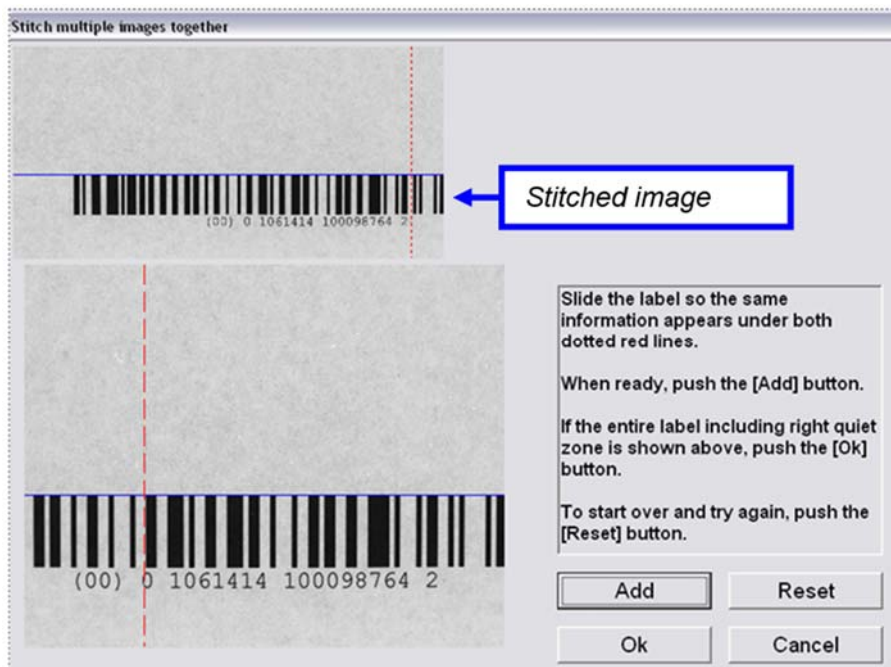 Stitch multiple images together
Stitched image
(00) 0 1061414 100098764 2
(00) 0 1061414 100098764 2
Slide the label so the same
information appears under both
dotted red lines.
When ready, push the [Add] button.
If the entire label including right quiet
zone is shown above, push the [Ok]
button.
To start over and try again, push the
[Reset] button.
Add
Reset
Ok
Cancel